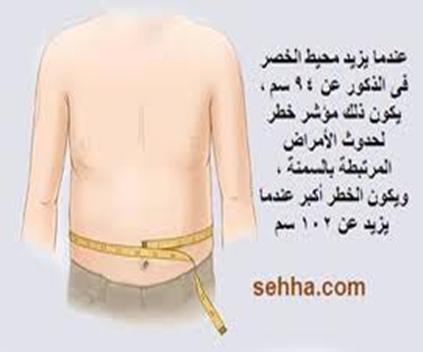 عندما يزيد محيط الخصر
فى الذكور عن ٩٤ سم ،
يكون ذلك مؤشر خطر
لحدوث الأمراض
المرتبطة بالسمنة ،
ويكون الخطر أكبر عندما
يزيد عن ١٠٢ سم
sehha.com